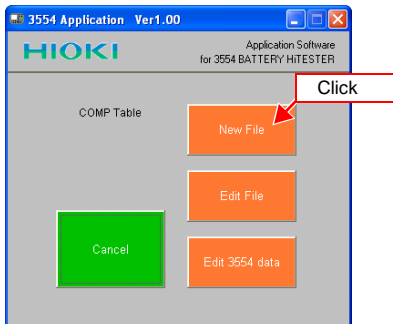 3554 Application Ver1.00
HIOKI
Application Software
for 3554 BATTERY HiTESTER
Click
COMP Table
New File
Edit File
Cancel
Edit 3554 data